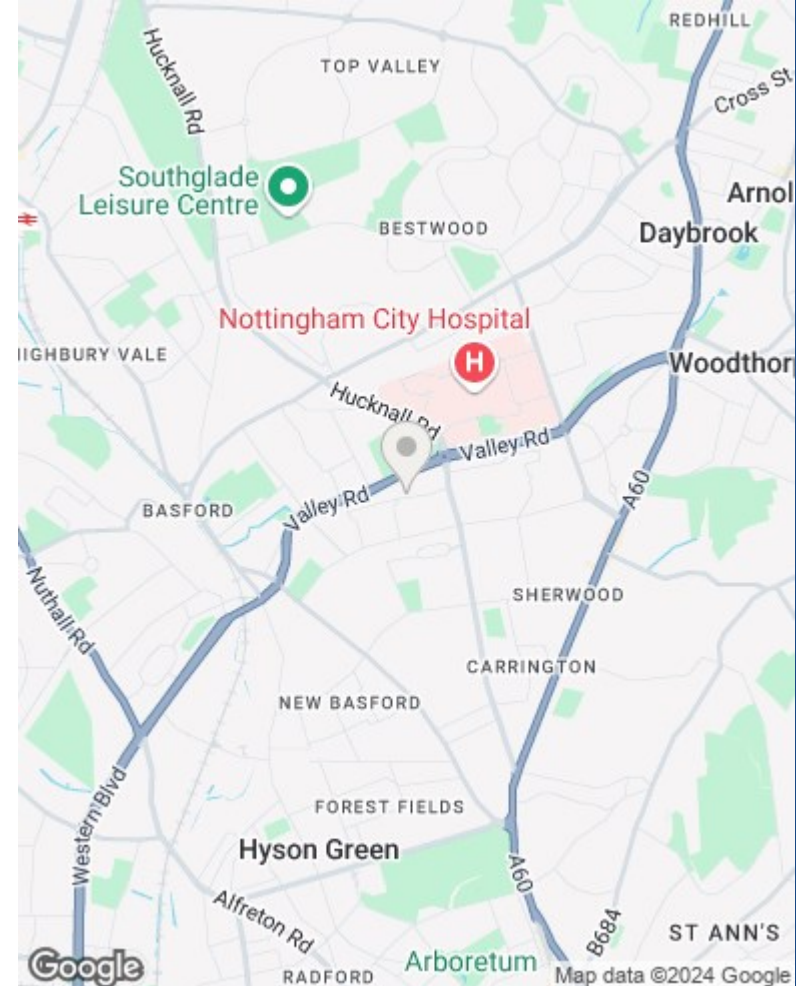 REDHILL
Hucknall Rd
TOP VALLEY
Cross St
Southglade
Leisure Centre
Arnol
BESTWOOD
Daybrook
Nottingham City Hospital
H
IIGHBURY VALE
Woodthorp
Hucknall Rd
Valley Rd
A60
Valley Rd
BASFORD
Nuthall Rd
SHERWOOD
CARRINGTON
NEW BASFORD
Western Blvd
FOREST FIELDS
Hyson Green
A60
Alfreton Rd
B684
ST ANN'S
Arboretum
Google
RADFORD
Map data ©2024 Google